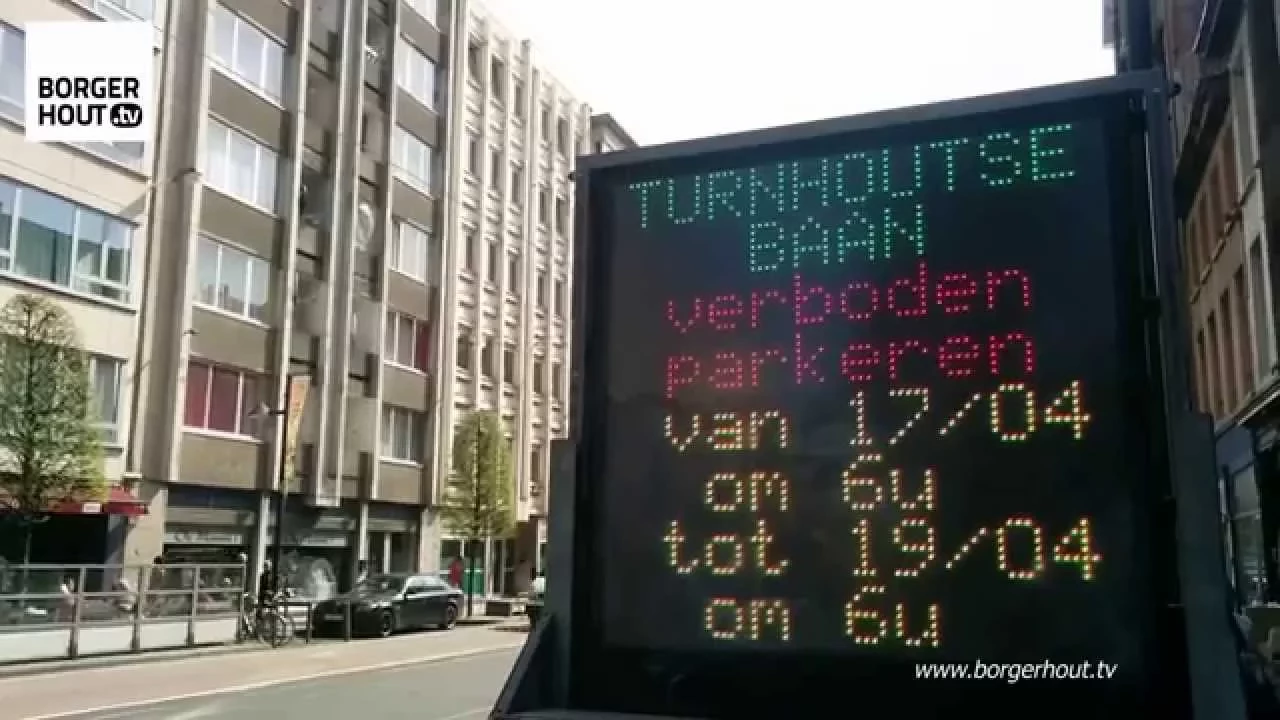 BORGER
HOUT.tv
TURNHOUTSE
BAAN
verboden
parkeren
van 17/04
om 6u
tot 19/04
om 6u
www.borgerhout.tv